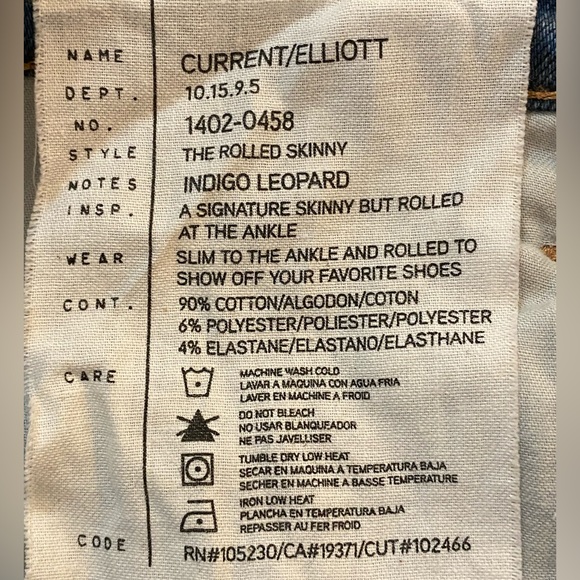 NAME CURRENT/ELLIOTT
DEPT. 10.15.9.5
NO. 1402-0458
STYLE THE ROLLED SKINNY
NOTES INDIGO LEOPARD
INSP. A SIGNATURE SKINNY BUT ROLLED
AT THE ANKLE
WEAR SLIM TO THE ANKLE AND ROLLED TO
SHOW OFF YOUR FAVORITE SHOES
CONT. 90% COTTON/ALGODON/COTON
6% POLYESTER/POLIESTER/POLYESTER
4% ELASTANE/ELASTANO/ELASTHANE
CARE MACHINE WASH COLD
LAVAR A MAQUINA CON AGUA FRIA
LAVER EN MACHINE A FROID
DO NOT BLEACH
NO USAR BLANQUEADOR
NE PAS JAVELLISER
TUMBLE DRY LOW HEAT
SECAR EN MAQUINA A TEMPERATURA BAJA
SECHER EN MACHINE A BASSE TEMPERATURE
IRON LOW HEAT
PLANCHA EN TEMPERATURA BAJA
REPASSER AU FER FROID
CODE RN#105230/CA#19371/CUT#102466